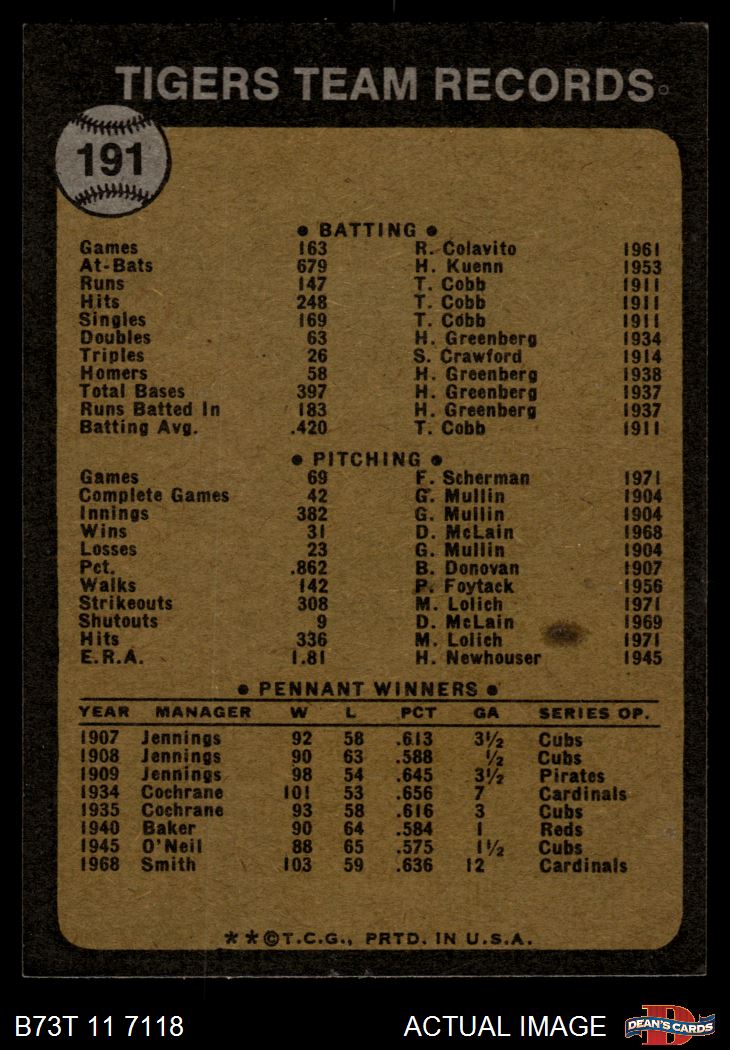 TIGERS TEAM RECORDS
191
• BATTING •
Games 163 R. Colavito 1961
At-Bats 679 H. Kuenn 1953
Runs 147 T. Cobb 1911
Hits 248 T. Cobb 1911
Singles 169 T. Cobb 1911
Doubles 63 H. Greenberg 1934
Triples 26 S. Crawford 1914
Homers 58 H. Greenberg 1938
Total Bases 397 H. Greenberg 1937
Runs Batted In 183 H. Greenberg 1937
Batting Avg. .420 T. Cobb 1911
• PITCHING •
Games 69 F. Scherman 1971
Complete Games 42 G. Mullin 1904
Innings 382 G. Mullin 1904
Wins 31 D. McLain 1968
Losses 23 G. Mullin 1904
Pct. .862 B. Donovan 1907
Walks 142 P. Foytack 1956
Strikeouts 308 M. Lolich 1971
Shutouts 9 D. McLain 1969
Hits 336 M. Lolich 1971
E.R.A. 1.81 H. Newhouser 1945
• PENNANT WINNERS •
YEAR MANAGER W L PCT GA SERIES OP.
1907 Jennings 92 58 .613 3½ Cubs
1908 Jennings 90 63 .588 ½ Cubs
1909 Jennings 98 54 .645 3½ Pirates
1934 Cochrane 101 53 .656 7 Cardinals
1935 Cochrane 93 58 .616 3 Cubs
1940 Baker 90 64 .584 1 Reds
1945 O'Neil 88 65 .575 1½ Cubs
1968 Smith 103 59 .636 12 Cardinals
**©T.C.G., PRTD. IN U.S.A.
B73T 11 7118 ACTUAL IMAGE D DEAN'S CARDS